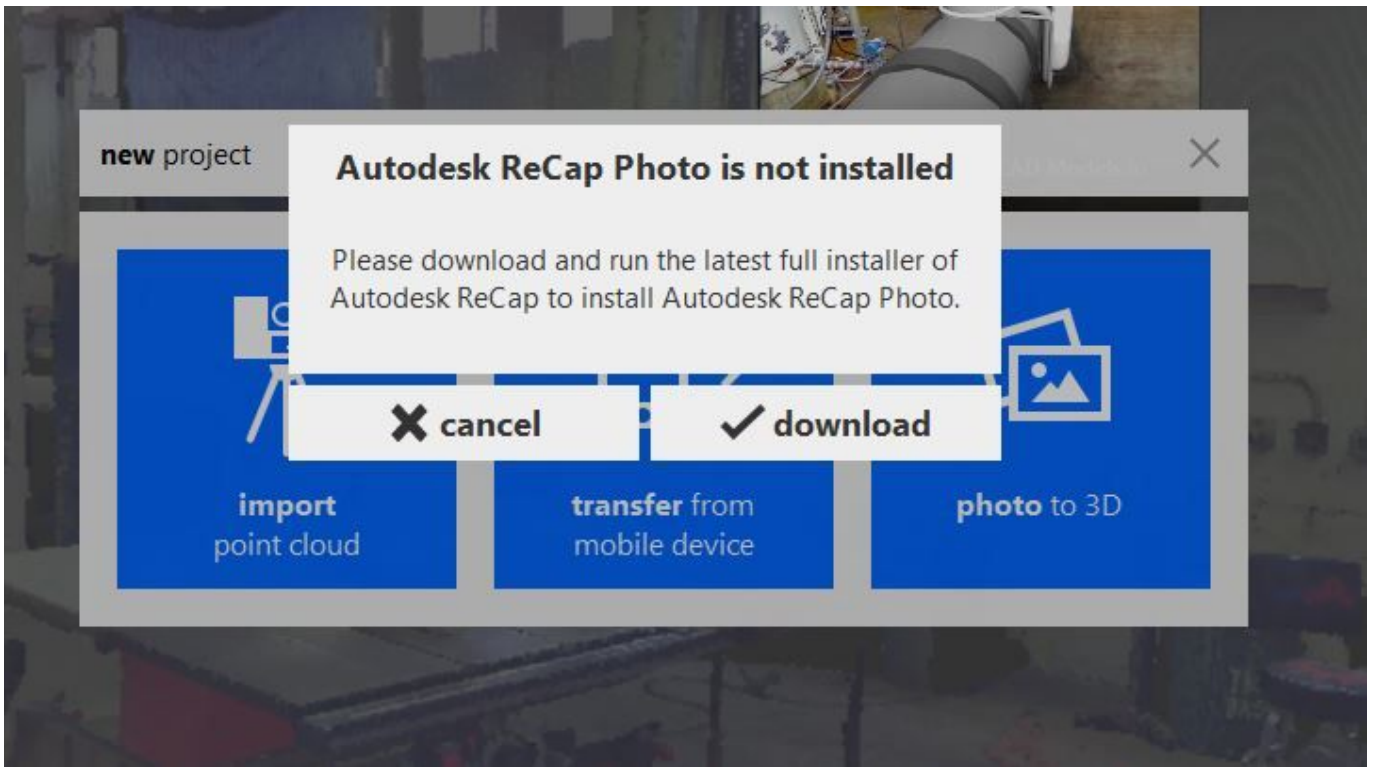 new project
Autodesk ReCap Photo is not installed
Please download and run the latest full installer of
Autodesk ReCap to install Autodesk ReCap Photo.
cancel
download
import
point cloud
transfer from
mobile device
photo to 3D